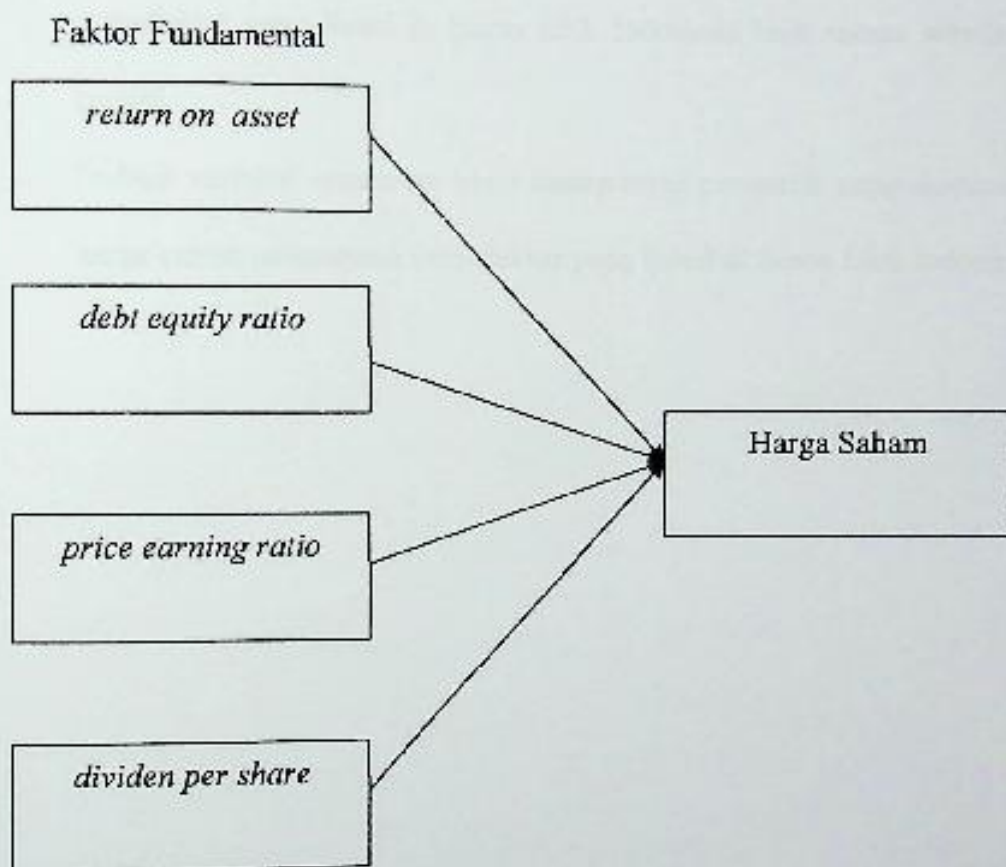 Faktor Fundamental
return on asset
debt equity ratio
Harga Saham
price earning ratio
dividen per share